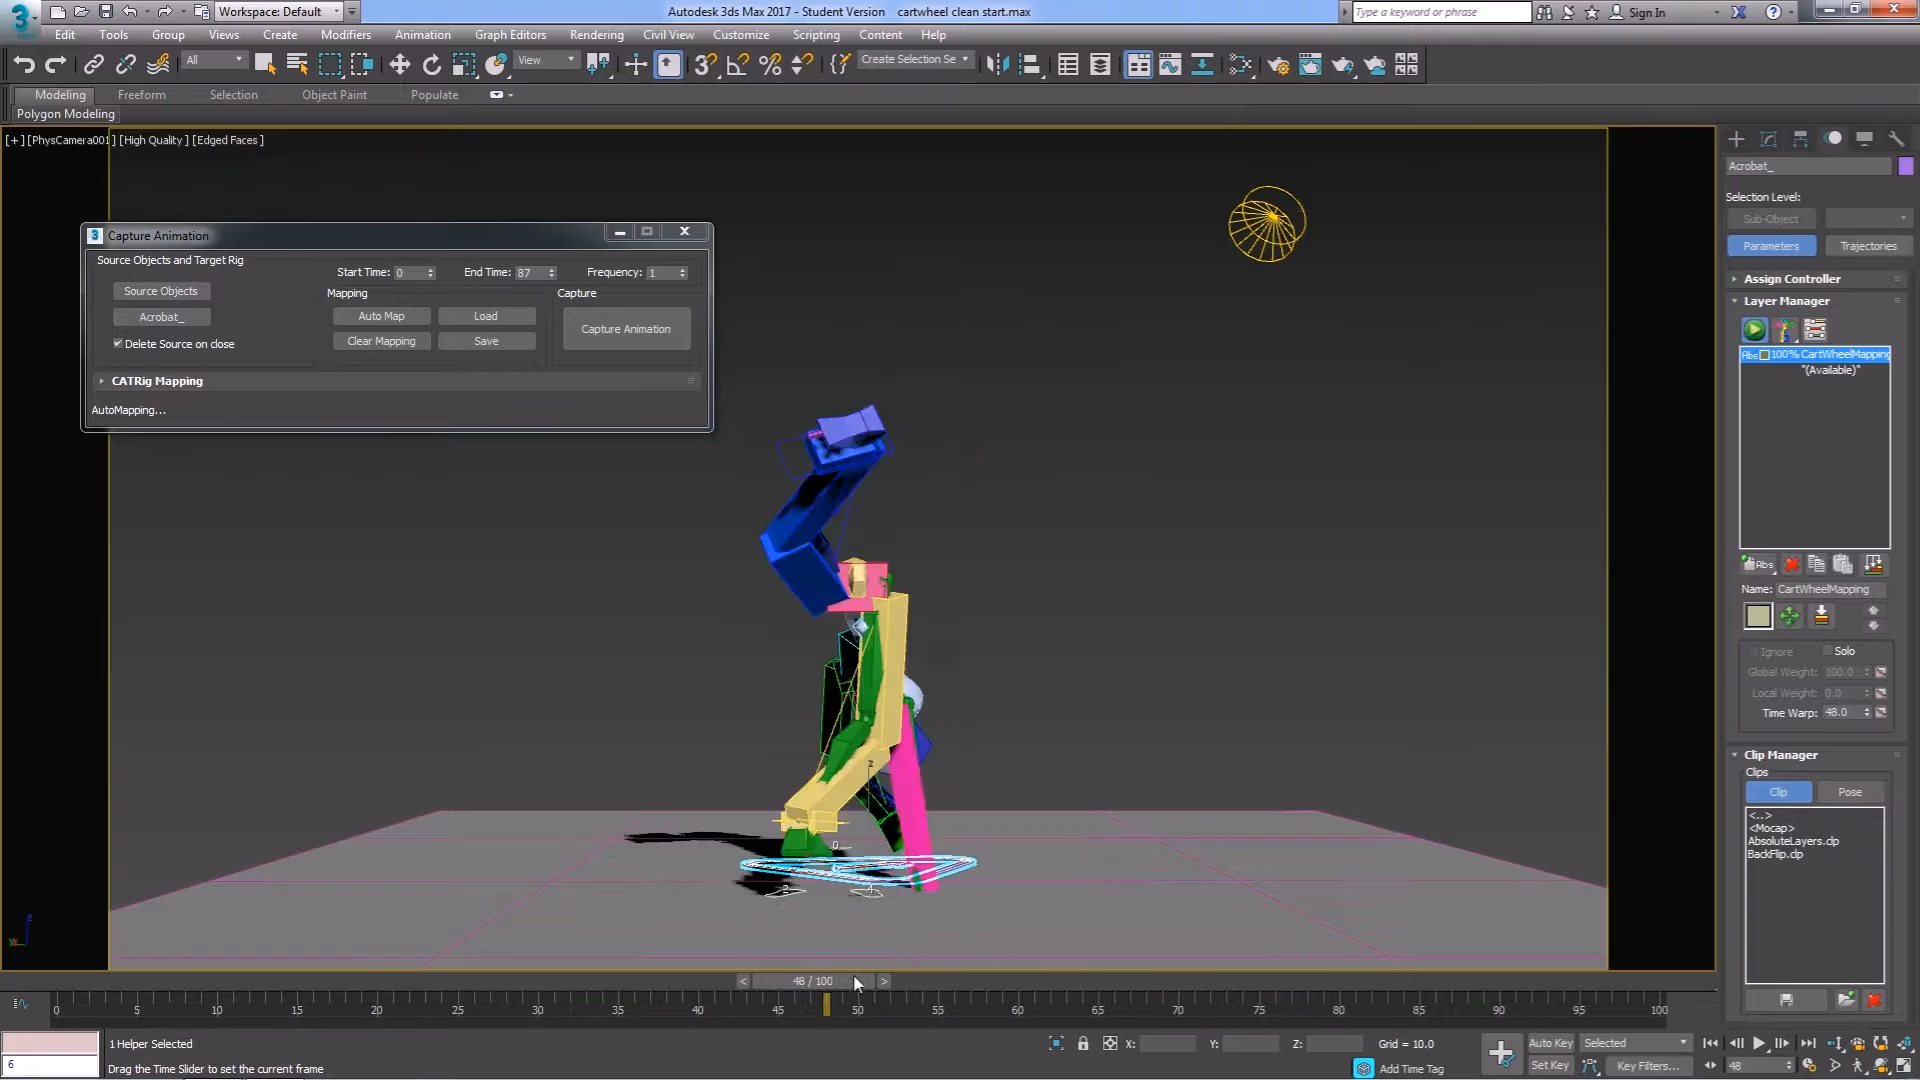 Workspace: Default
Autodesk 3ds Max 2017 - Student Version cartwheel clean start.max
Type a keyword or phrase
Sign In
Edit Tools Group Views Create Modifiers Animation Graph Editors Rendering Civil View Customize Scripting Content Help
All View Create Selection Se
Modeling Freeform Selection Object Paint Populate
Polygon Modeling
[+] [PhysCamera001] [High Quality] [Edged Faces]
Capture Animation
Source Objects and Target Rig
Start Time: 0 End Time: 87 Frequency: 1
Source Objects
Mapping
Capture
Acrobat_
Auto Map Load
Capture Animation
Clear Mapping Save
Delete Source on close
CATRig Mapping
AutoMapping...
Acrobat_
Selection Level:
Sub-Object
Parameters Trajectories
Assign Controller
Layer Manager
Abs 100% CartWheelMapping
"(Available)"
Abs
Name: CartWheelMapping
Ignore Solo
Global Weight: 100.0
Local Weight: 0.0
Time Warp: 48.0
Clip Manager
Clips
Clip Pose
<..>
<Mocap>
AbsoluteLayers.clp
BackFlip.clp
z
0
2 4
z
< 48 / 100 >
0 5 10 15 20 25 30 35 40 45 50 55 60 65 70 75 80 85 90 95 100
1 Helper Selected
X: Y: Z: Grid = 10.0
Auto Key Selected
6
Drag the Time Slider to set the current frame
Add Time Tag
Set Key Key Filters...
48